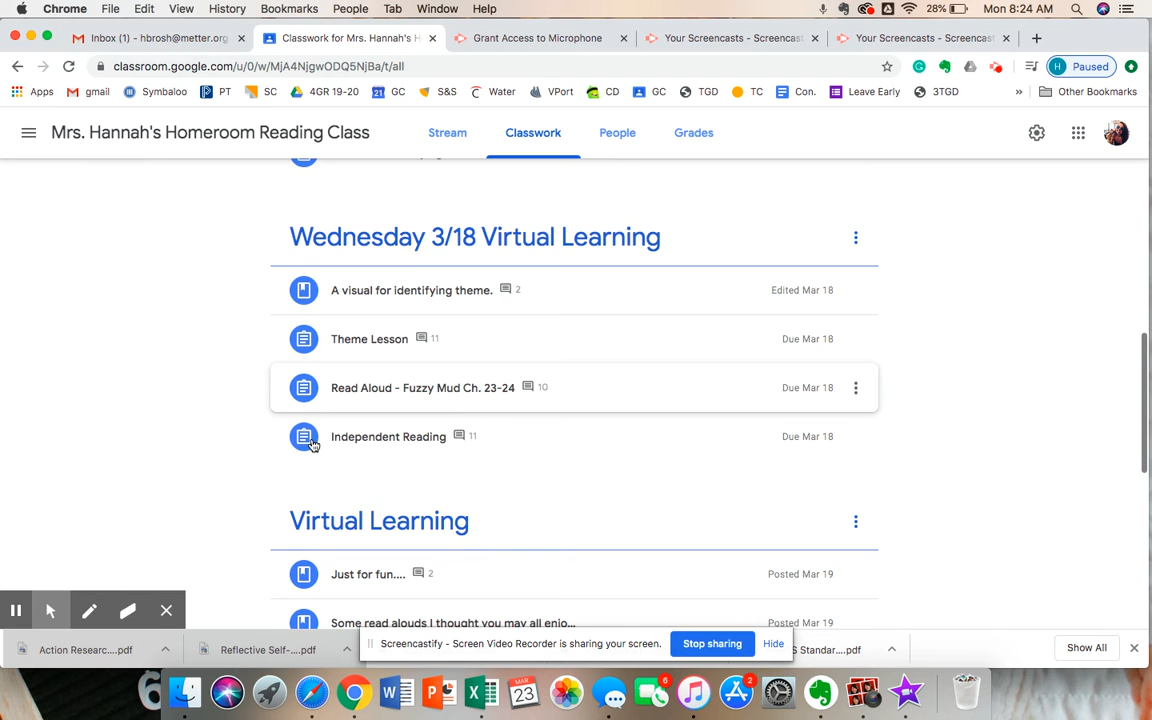 Chrome File Edit View History Bookmarks People Tab Window Help 28% Mon 8:24 AM
Inbox (1) - hbrosh@metter.org Classwork for Mrs. Hannah's H Grant Access to Microphone Your Screencasts - Screencast Your Screencasts - Screencast
classroom.google.com/u/0/w/MjA4NjgwODQ5NjBa/t/all Paused
Apps gmail Symbaloo PT SC 4GR 19-20 GC S&S Water VPort CD GC TGD TC Con. Leave Early 3TGD » Other Bookmarks
Mrs. Hannah's Homeroom Reading Class Stream Classwork People Grades
Wednesday 3/18 Virtual Learning
A visual for identifying theme. 2 Edited Mar 18
Theme Lesson 11 Due Mar 18
Read Aloud - Fuzzy Mud Ch. 23-24 10 Due Mar 18
Independent Reading 11 Due Mar 18
Virtual Learning
Just for fun.... 2 Posted Mar 19
Some read alouds I thought you may all enjo... Posted Mar 19
Screencastify - Screen Video Recorder is sharing your screen. Stop sharing Hide
Action Researc....pdf Reflective Self-....pdf S Standar....pdf Show All
6 MAR 23 6 2